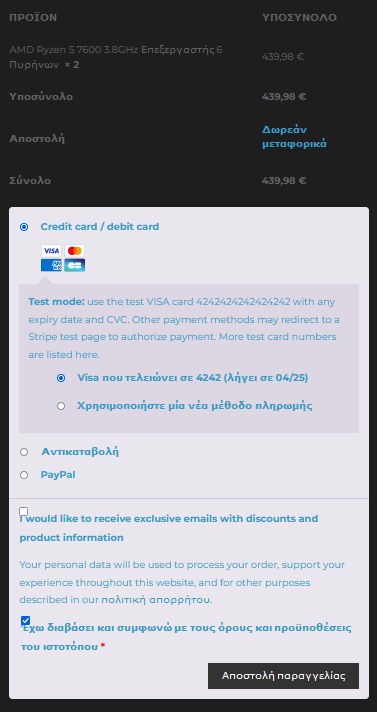 ΠΡΟΪΌΝ ΥΠΟΣΎΝΟΛΟ
AMD Ryzen 5 7600 3.8GHz Επεξεργαστής 6 Πυρήνων × 2 439,98 €
Υποσύνολο 439,98 €
Αποστολή Δωρεάν μεταφορικά
Σύνολο 439,98 €
Credit card / debit card
VISA
Test mode: use the test VISA card 4242424242424242 with any
expiry date and CVC. Other payment methods may redirect to a
Stripe test page to authorize payment. More test card numbers
are listed here.
Visa που τελειώνει σε 4242 (λήγει σε 04/25)
Χρησιμοποιήστε μία νέα μέθοδο πληρωμής
Αντικαταβολή
PayPal
I would like to receive exclusive emails with discounts and
product information
Your personal data will be used to process your order, support your
experience throughout this website, and for other purposes
described in our πολιτική απορρήτου.
Έχω διαβάσει και συμφωνώ με τους όρους και προϋποθέσεις
του ιστοτόπου *
Αποστολή παραγγελίας